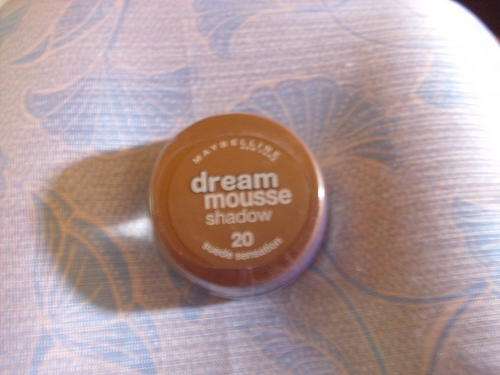 MAYBELLINE
dream
mousse
shadow
20
suede sensation